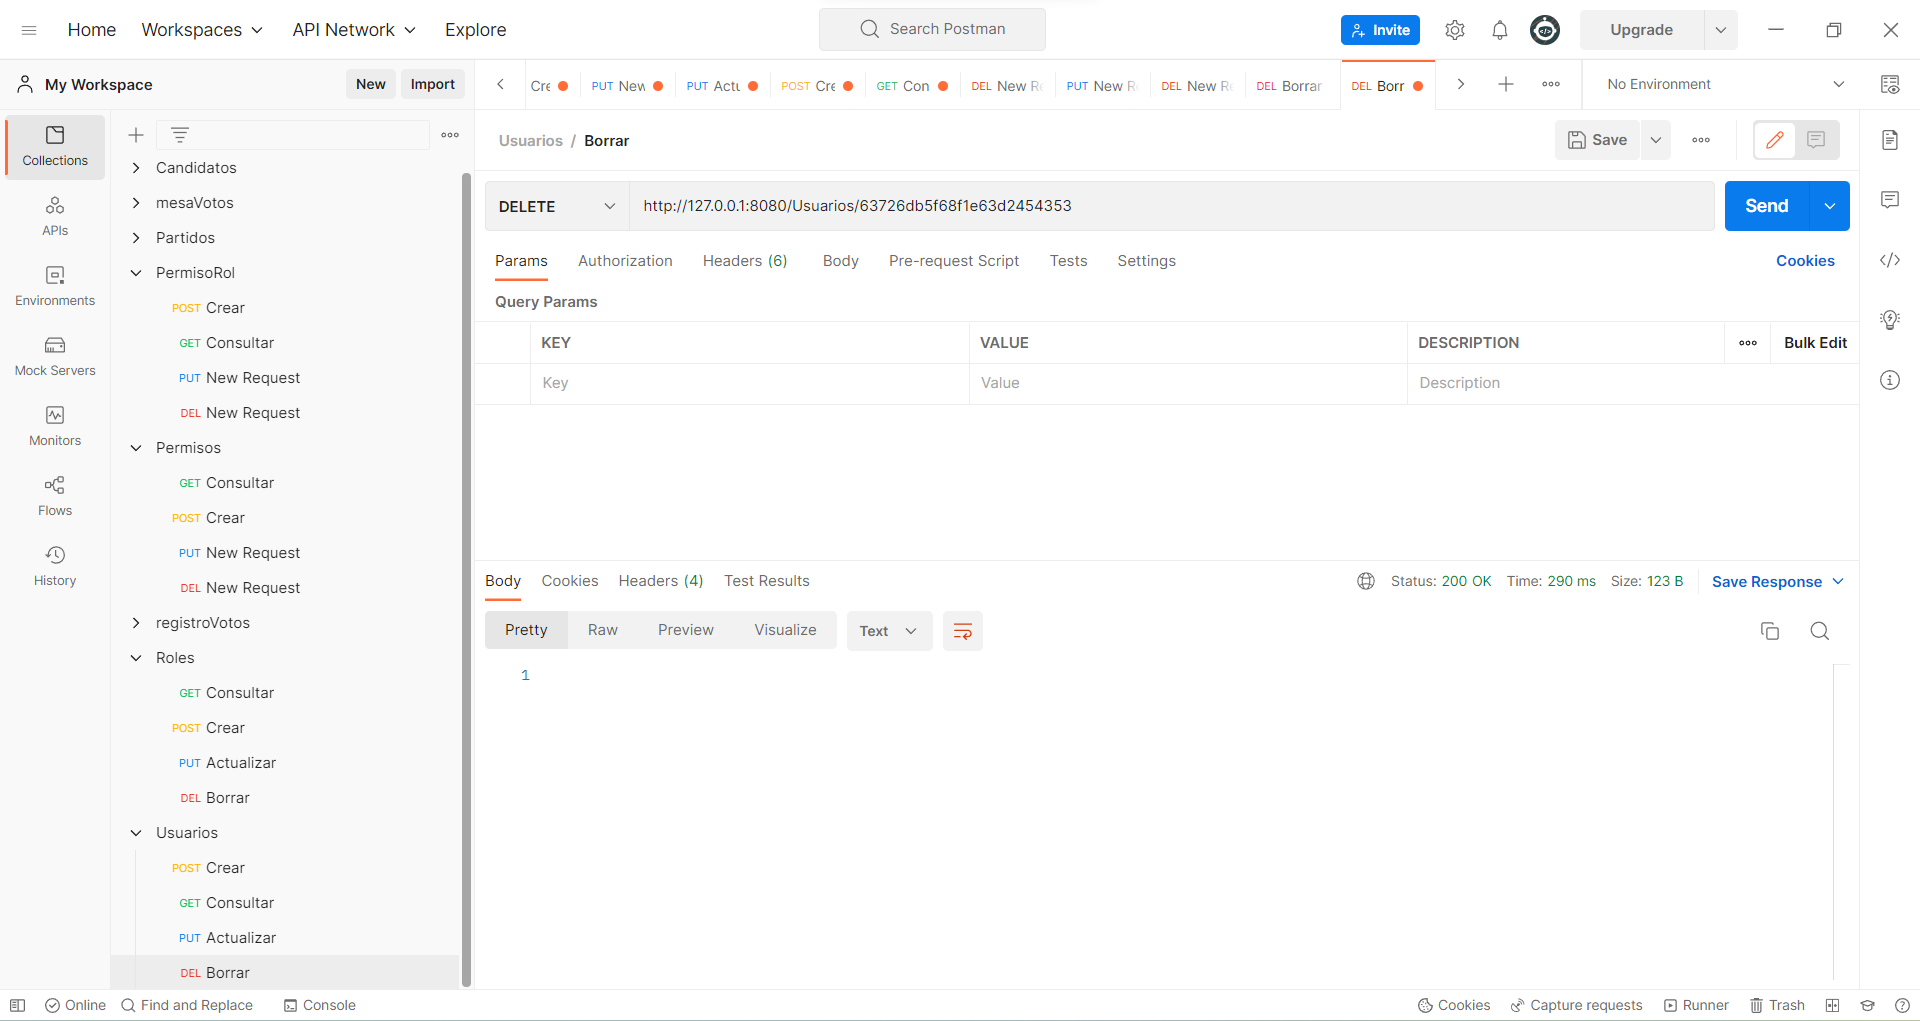 Home Workspaces API Network Explore Search Postman Invite Upgrade
My Workspace New Import
Cre PUT New PUT Actu POST Cre GET Con DEL New Re PUT New R DEL New Re DEL Borrar DEL Borr No Environment
Collections
APIs
Environments
Mock Servers
Monitors
Flows
History
Candidatos
mesaVotos
Partidos
PermisoRol
POST Crear
GET Consultar
PUT New Request
DEL New Request
Permisos
GET Consultar
POST Crear
PUT New Request
DEL New Request
registroVotos
Roles
GET Consultar
POST Crear
PUT Actualizar
DEL Borrar
Usuarios
POST Crear
GET Consultar
PUT Actualizar
DEL Borrar
Usuarios / Borrar Save
DELETE http://127.0.0.1:8080/Usuarios/63726db5f68f1e63d2454353 Send
Params Authorization Headers (6) Body Pre-request Script Tests Settings Cookies
Query Params
KEY VALUE DESCRIPTION Bulk Edit
Key Value Description
Body Cookies Headers (4) Test Results Status: 200 OK Time: 290 ms Size: 123 B Save Response
Pretty Raw Preview Visualize Text
1
Online Find and Replace Console Cookies Capture requests Runner Trash